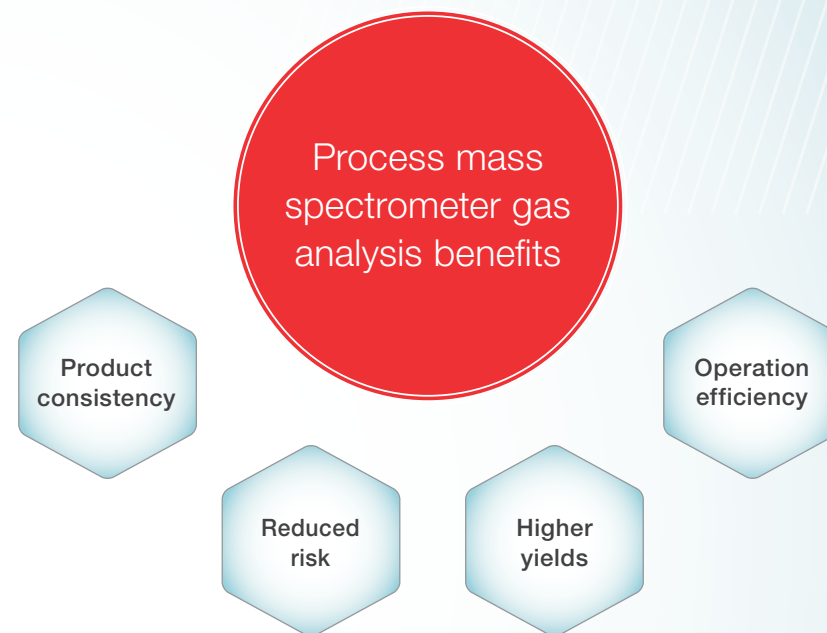 Process mass
spectrometer gas
analysis benefits
Product
consistency
Operation
efficiency
Reduced
risk
Higher
yields